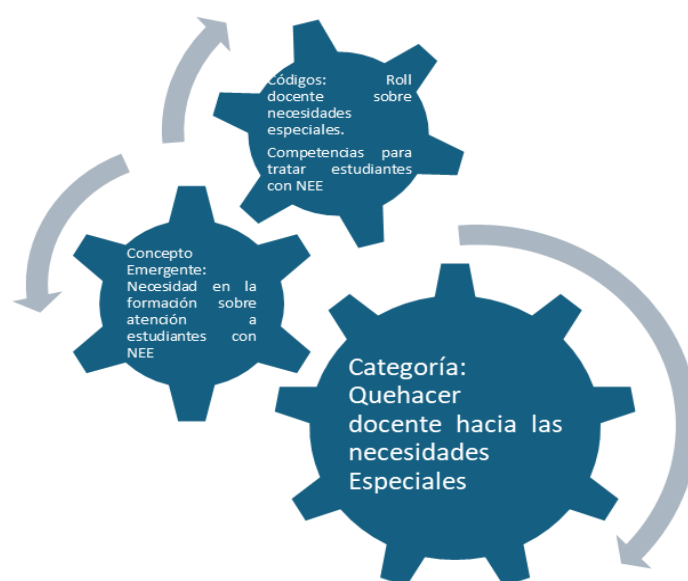 Códigos: Roll
docente sobre
necesidades
especiales.
Competencias para
tratar estudiantes
con NEE
Concepto
Emergente:
Necesidad en la
formación sobre
atención a
estudiantes con
NEE
Categoría:
Quehacer
docente hacia las
necesidades
Especiales